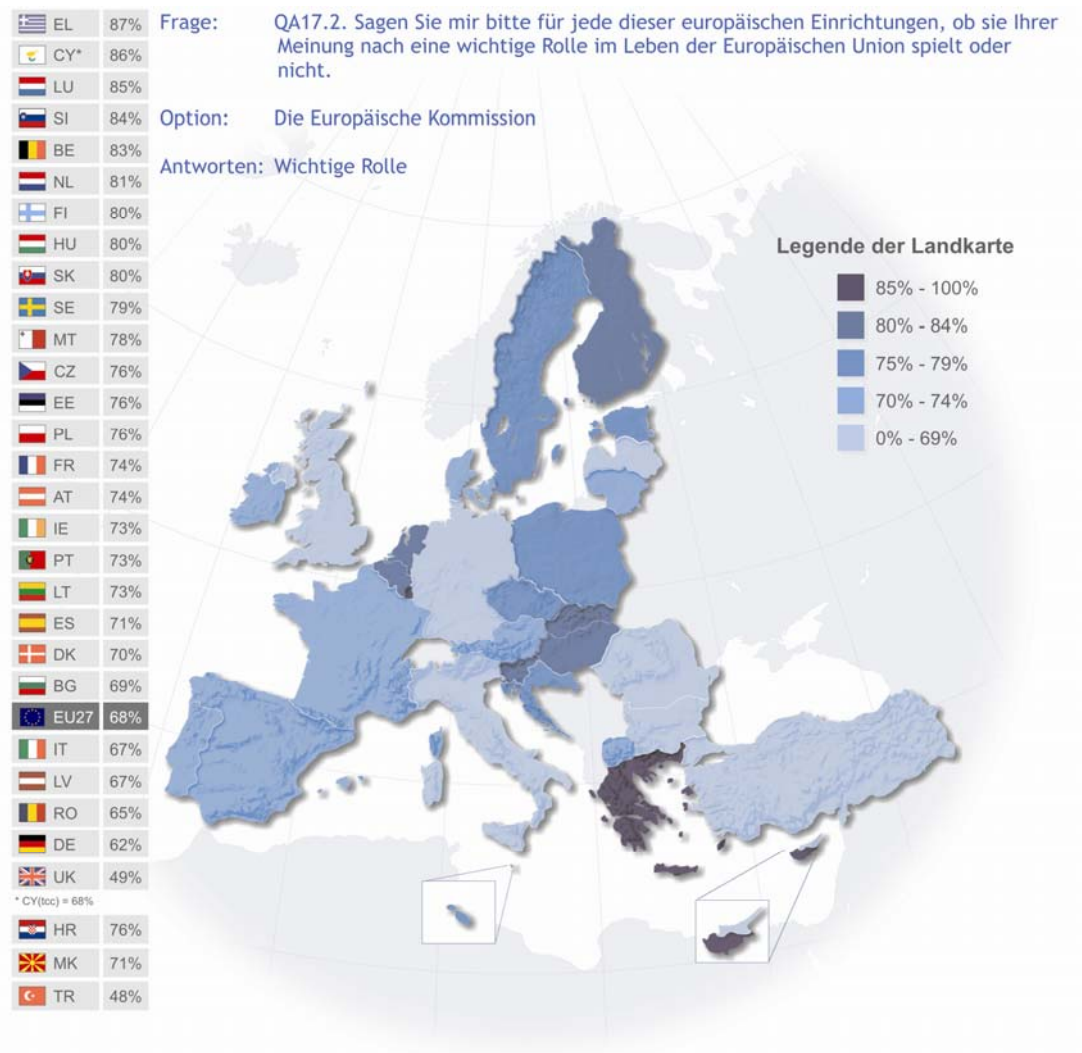 Frage: QA17.2. Sagen Sie mir bitte für jede dieser europäischen Einrichtungen, ob sie Ihrer
Meinung nach eine wichtige Rolle im Leben der Europäischen Union spielt oder
nicht.
Option: Die Europäische Kommission
Antworten: Wichtige Rolle
EL 87%
CY* 86%
LU 85%
SI 84%
BE 83%
NL 81%
FI 80%
HU 80%
SK 80%
SE 79%
MT 78%
CZ 76%
EE 76%
PL 76%
FR 74%
AT 74%
IE 73%
PT 73%
LT 73%
ES 71%
DK 70%
BG 69%
EU27 68%
IT 67%
LV 67%
RO 65%
DE 62%
UK 49%
* CY(tcc) = 68%
HR 76%
MK 71%
TR 48%
Legende der Landkarte
85% - 100%
80% - 84%
75% - 79%
70% - 74%
0% - 69%